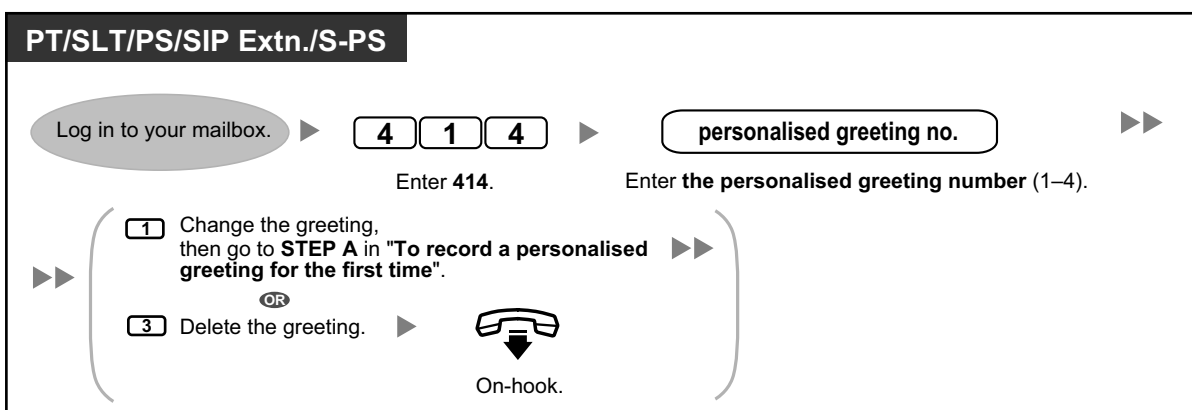 PT/SLT/PS/SIP Extn./S-PS
Log in to your mailbox.
4 1 4
personalised greeting no.
Enter 414.
Enter the personalised greeting number (1–4).
1 Change the greeting,
then go to STEP A in "To record a personalised
greeting for the first time".
OR
3 Delete the greeting.
On-hook.